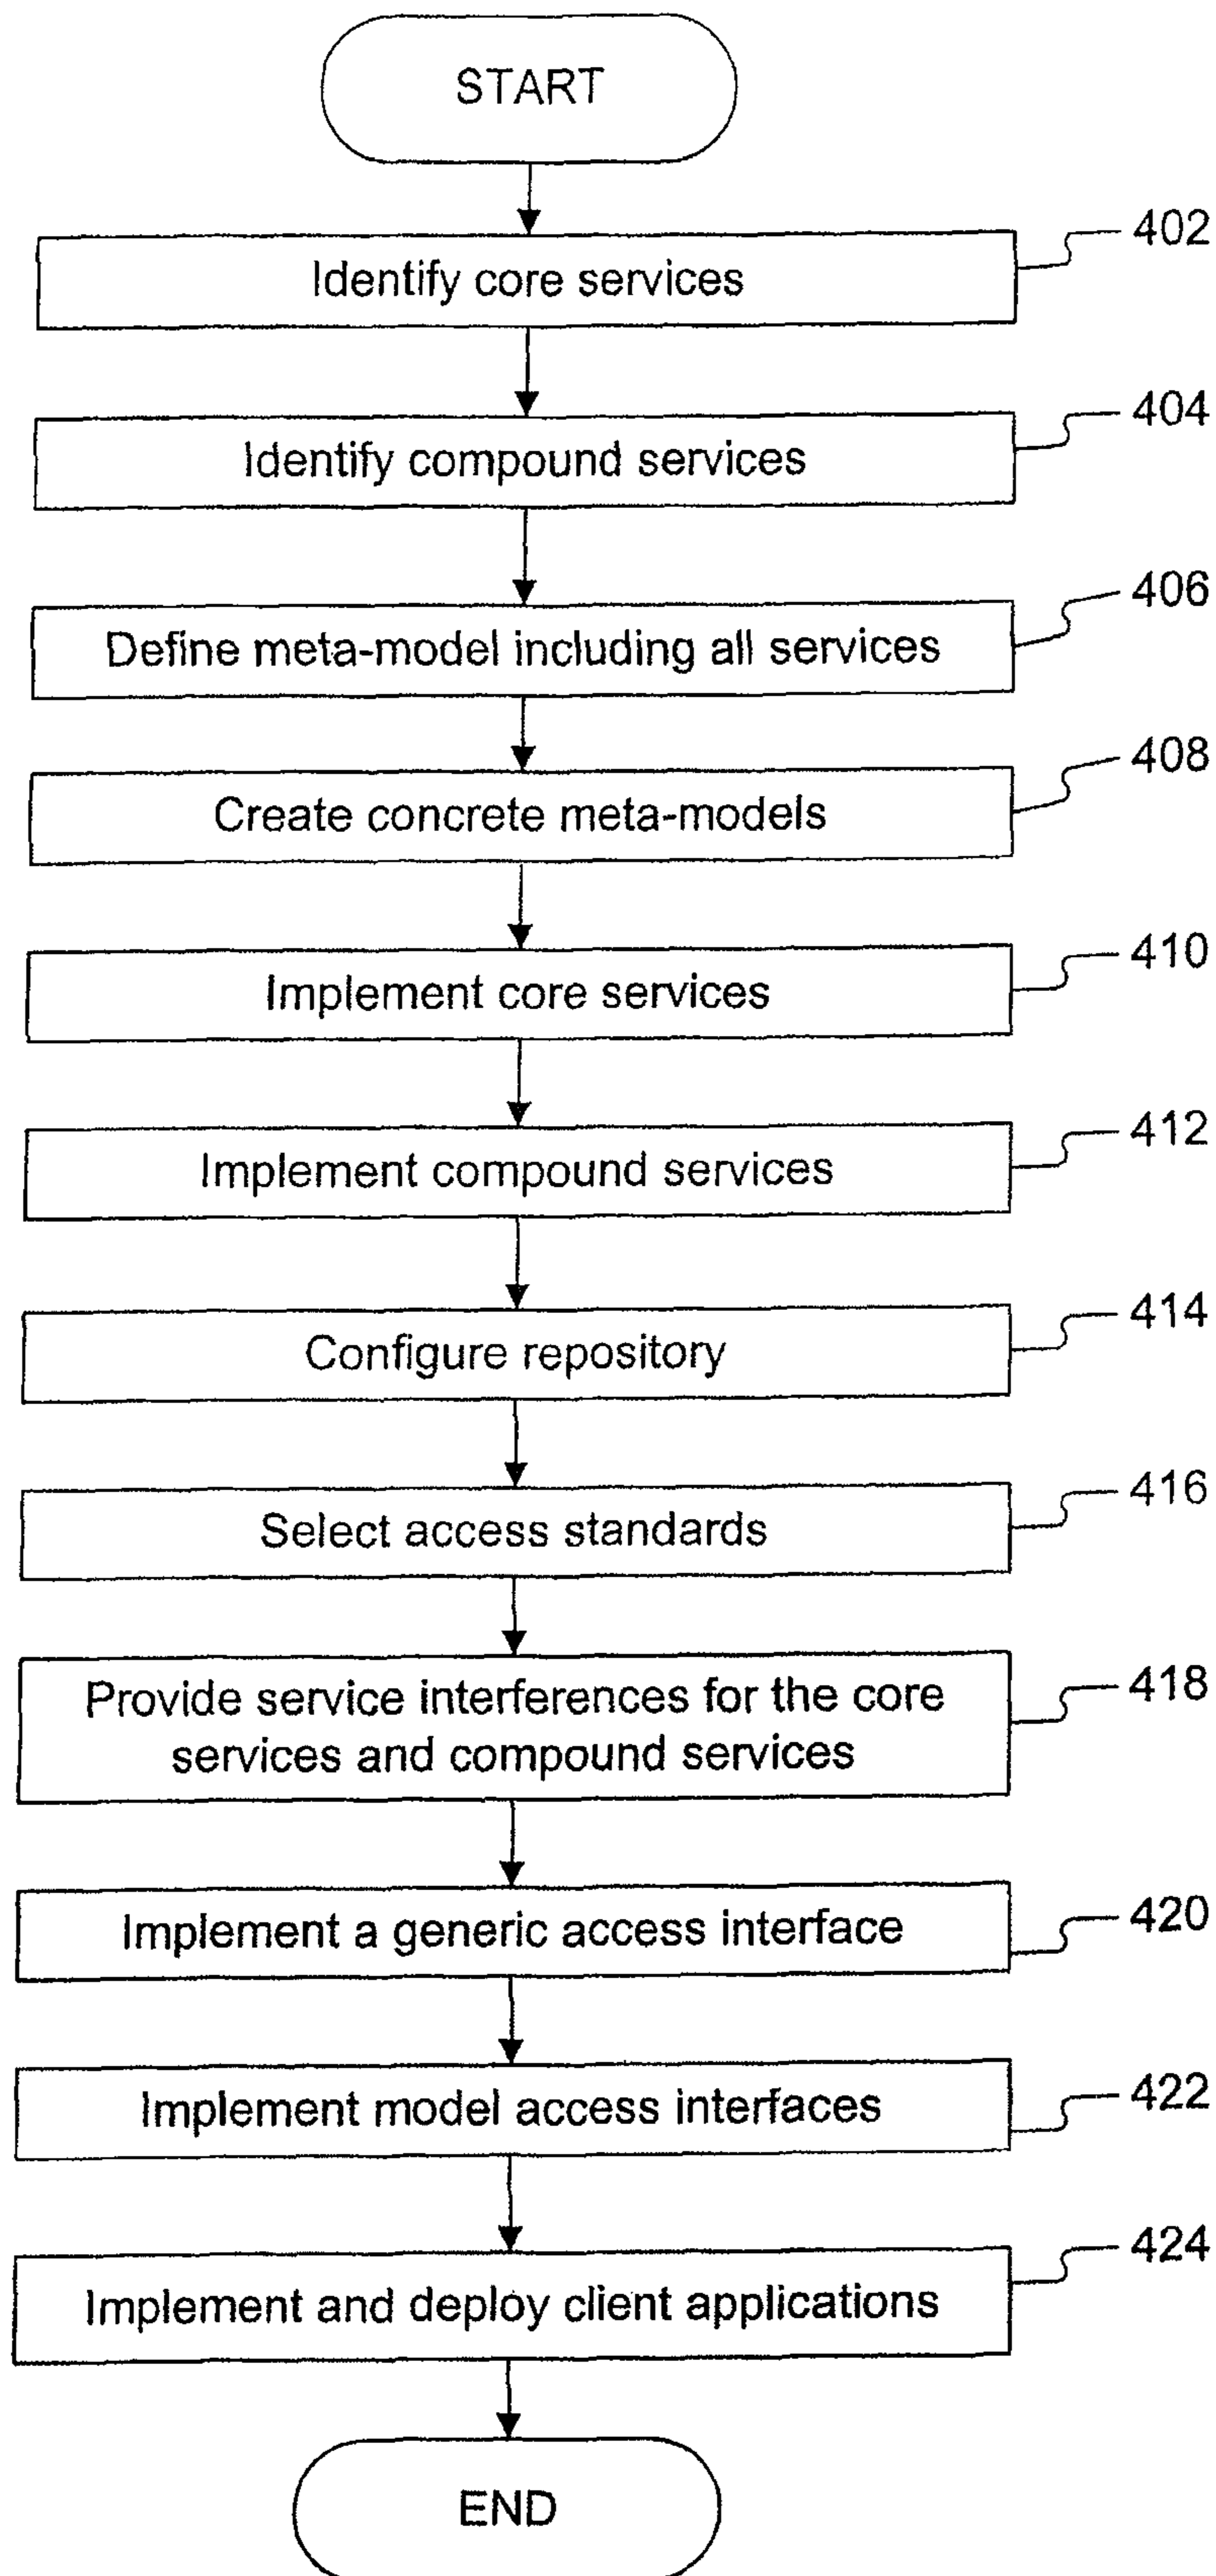 START
402
Identify core services
404
Identify compound services
406
Define meta-model including all services
408
Create concrete meta-models
410
Implement core services
412
Implement compound services
414
Configure repository
416
Select access standards
418
Provide service interferences for the core
services and compound services
420
Implement a generic access interface
422
Implement model access interfaces
424
Implement and deploy client applications
END